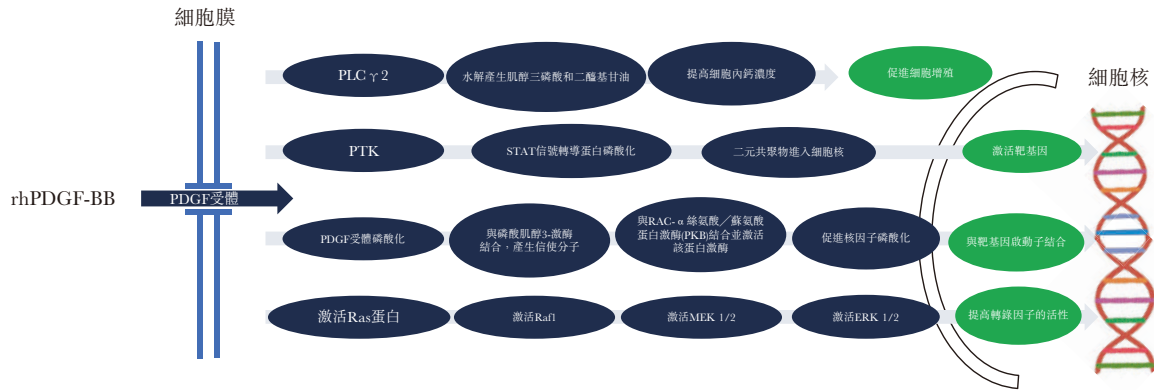 細胞膜
細胞核
rhPDGF-BB
PDGF受體
PLC γ 2
水解產生肌醇三磷酸和二醯基甘油
提高細胞內鈣濃度
促進細胞增殖
PTK
STAT信號轉導蛋白磷酸化
二元共聚物進入細胞核
激活靶基因
PDGF受體磷酸化
與磷酸肌醇3-激酶
結合，產生信使分子
與RAC- α 絲氨酸／蘇氨酸
蛋白激酶(PKB)結合並激活
該蛋白激酶
促進核因子磷酸化
與靶基因啟動子結合
激活Ras蛋白
激活Raf1
激活MEK 1/2
激活ERK 1/2
提高轉錄因子的活性